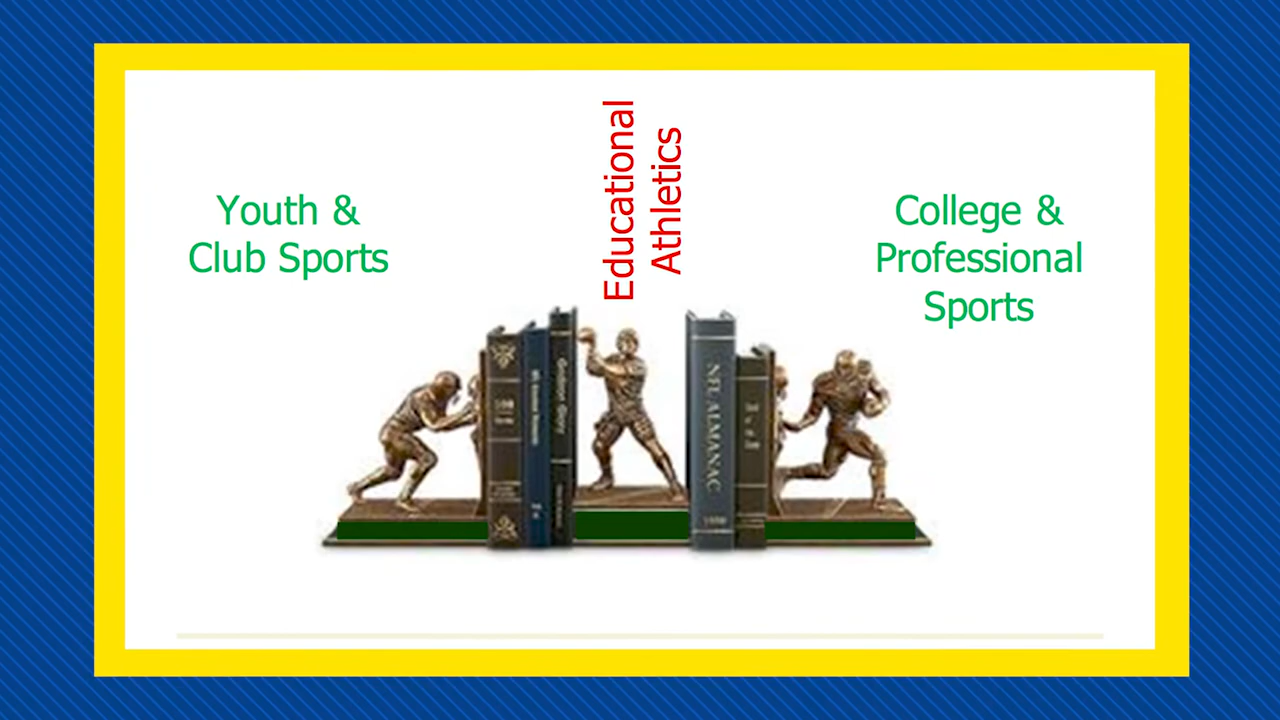 Youth &
Club Sports
Educational
Athletics
College &
Professional
Sports
NFL ALMANAC